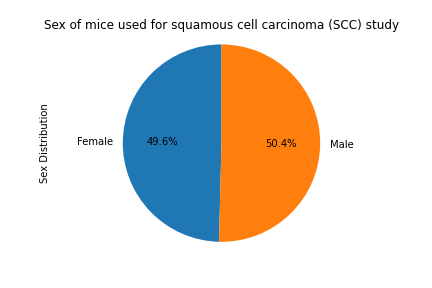 Sex of mice used for squamous cell carcinoma (SCC) study
Sex Distribution
Female
49.6%
50.4%
Male